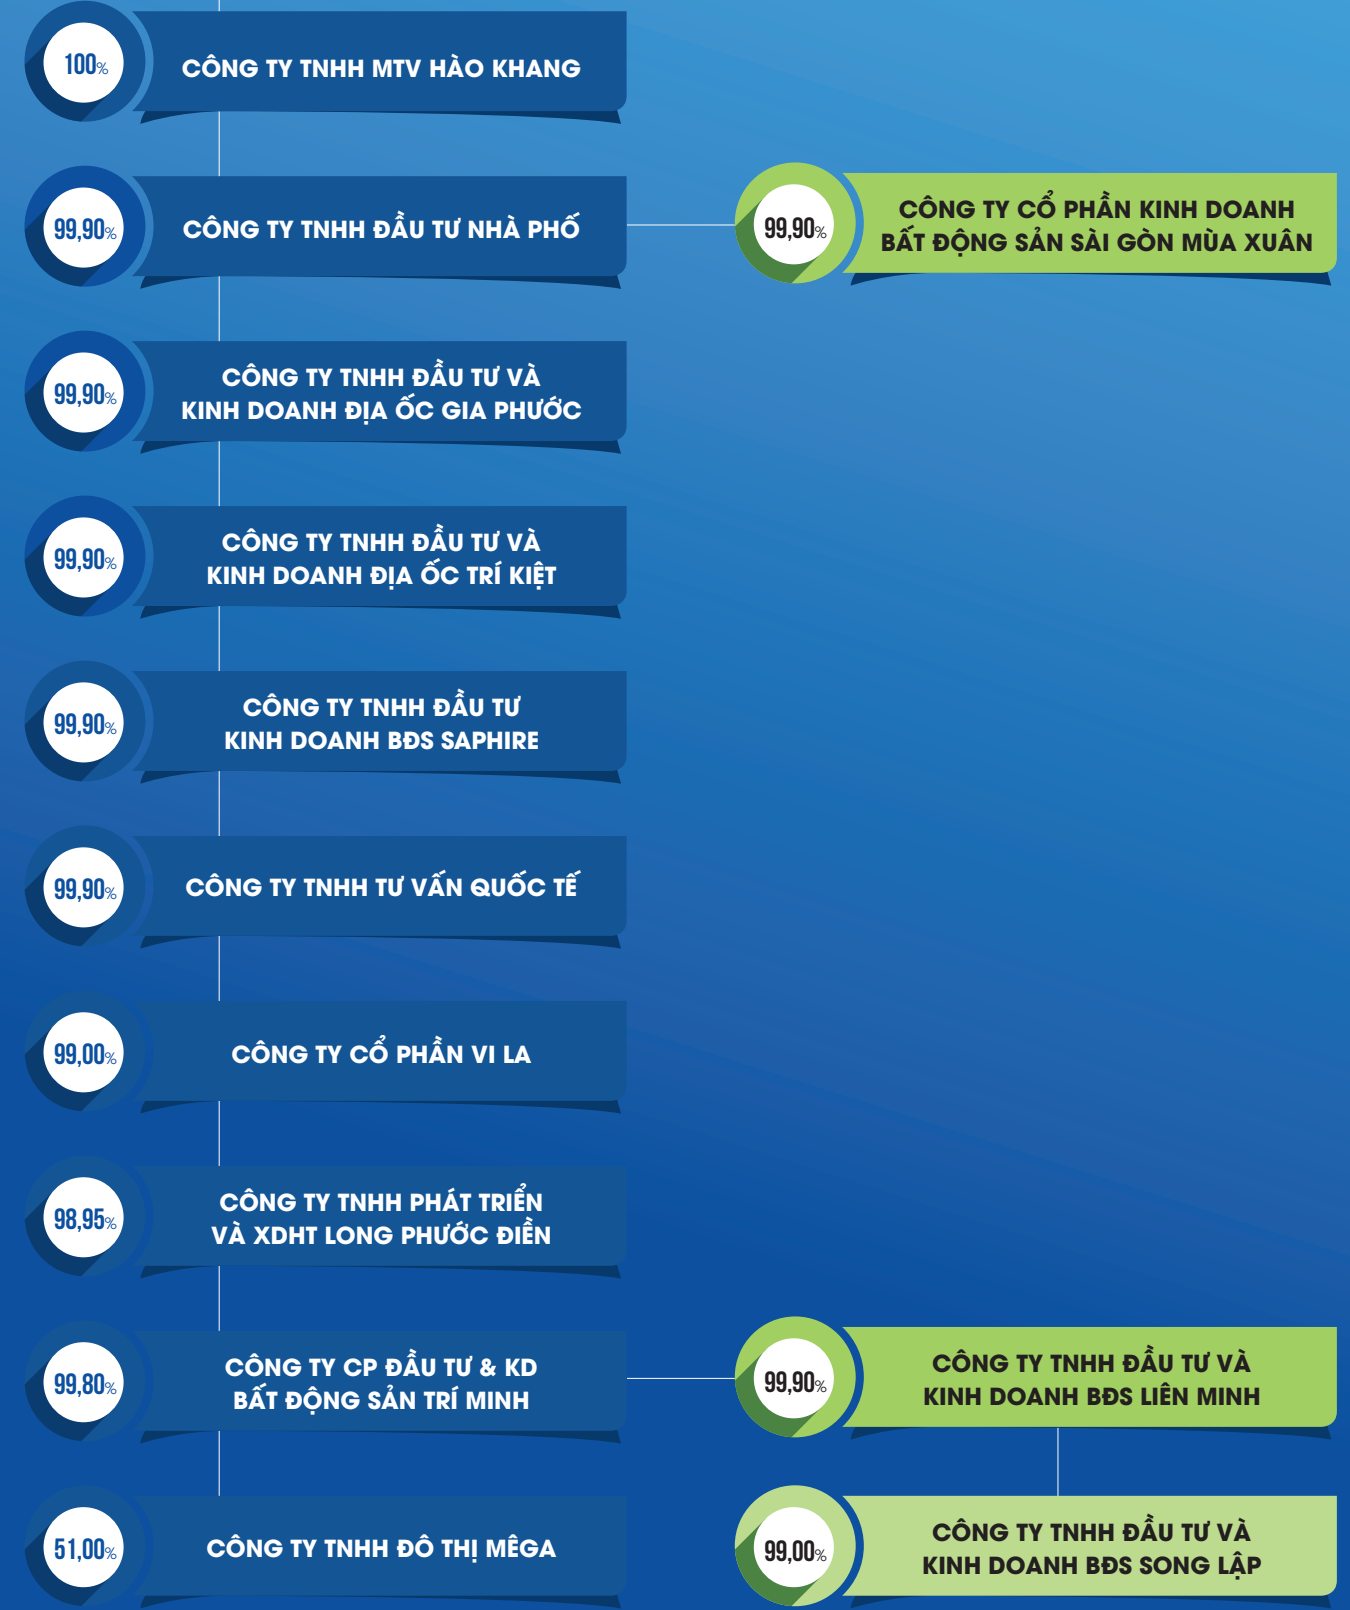 100%
CÔNG TY TNHH MTV HÀO KHANG
99,90%
CÔNG TY TNHH ĐẦU TƯ NHÀ PHỐ
99,90%
CÔNG TY CỔ PHẦN KINH DOANH
BẤT ĐỘNG SẢN SÀI GÒN MÙA XUÂN
99,90%
CÔNG TY TNHH ĐẦU TƯ VÀ
KINH DOANH ĐỊA ỐC GIA PHƯỚC
99,90%
CÔNG TY TNHH ĐẦU TƯ VÀ
KINH DOANH ĐỊA ỐC TRÍ KIỆT
99,90%
CÔNG TY TNHH ĐẦU TƯ
KINH DOANH BĐS SAPHIRE
99,90%
CÔNG TY TNHH TƯ VẤN QUỐC TẾ
99,00%
CÔNG TY CỔ PHẦN VI LA
98,95%
CÔNG TY TNHH PHÁT TRIỂN
VÀ XDHT LONG PHƯỚC ĐIỀN
99,80%
CÔNG TY CP ĐẦU TƯ & KD
BẤT ĐỘNG SẢN TRÍ MINH
99,90%
CÔNG TY TNHH ĐẦU TƯ VÀ
KINH DOANH BĐS LIÊN MINH
51,00%
CÔNG TY TNHH ĐÔ THỊ MÊGA
99,00%
CÔNG TY TNHH ĐẦU TƯ VÀ
KINH DOANH BĐS SONG LẬP